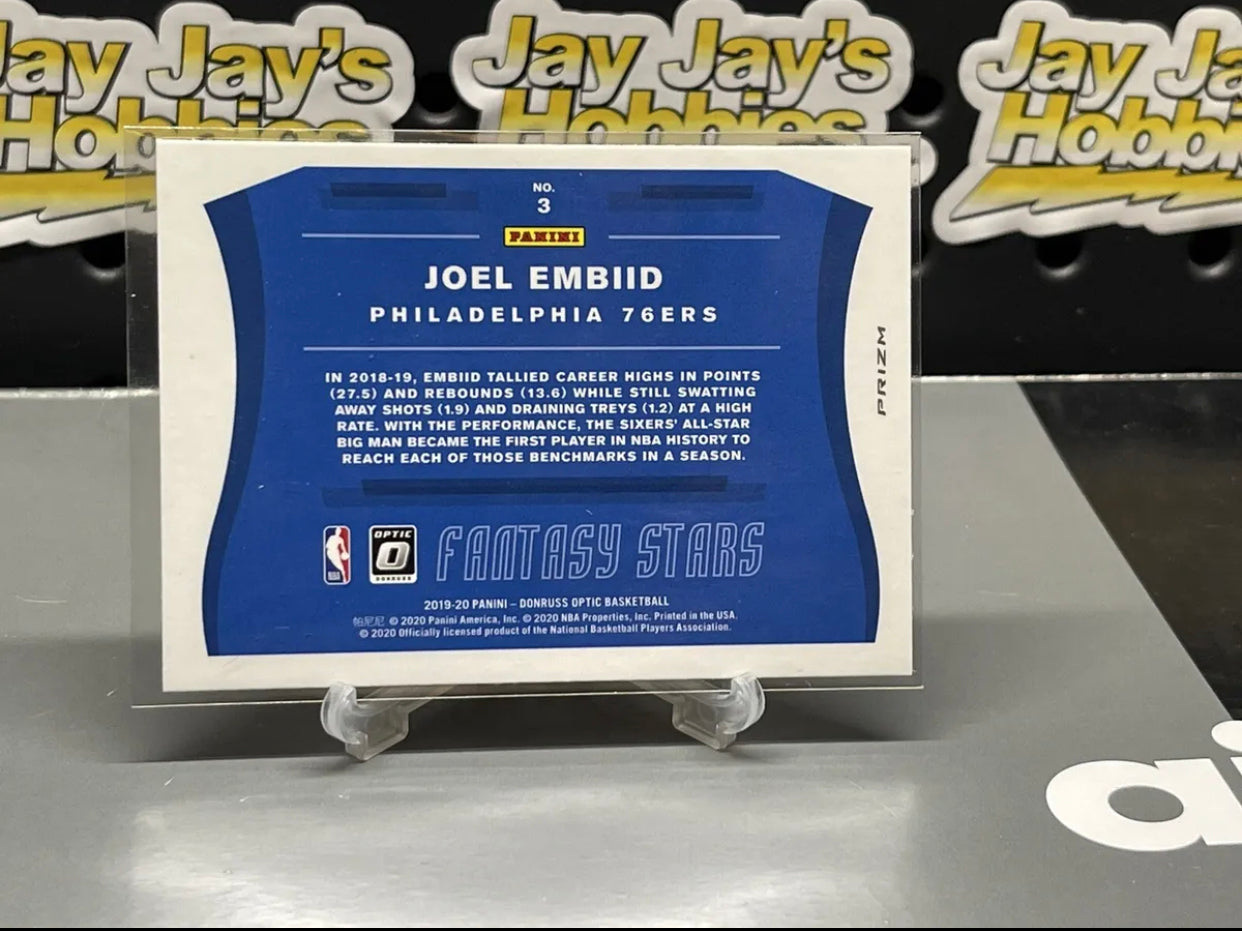 Jay Jay's
Hobbies
Jay Jay's
Hobbies
Jay Ja
Hobbi
NO.
3
PANINI
JOEL EMBIID
PHILADELPHIA 76ERS
IN 2018-19, EMBIID TALLIED CAREER HIGHS IN POINTS
(27.5) AND REBOUNDS (13.6) WHILE STILL SWATTING
AWAY SHOTS (1.9) AND DRAINING TREYS (1.2) AT A HIGH
RATE. WITH THE PERFORMANCE, THE SIXERS' ALL-STAR
BIG MAN BECAME THE FIRST PLAYER IN NBA HISTORY TO
REACH EACH OF THOSE BENCHMARKS IN A SEASON.
PRIZM
NBA
OPTIC
DONRUSS
FANTASY STARS
2019-20 PANINI – DONRUSS OPTIC BASKETBALL
帕尼尼 © 2020 Panini America, Inc. © 2020 NBA Properties, Inc. Printed in the USA.
© 2020 Officially licensed product of the National Basketball Players Association.
ai